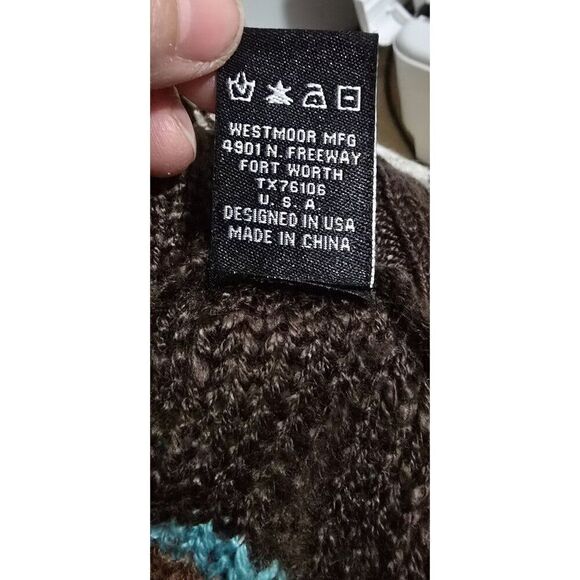 WESTMOOR MFG
4901 N. FREEWAY
FORT WORTH
TX76106
U. S. A.
DESIGNED IN USA
MADE IN CHINA